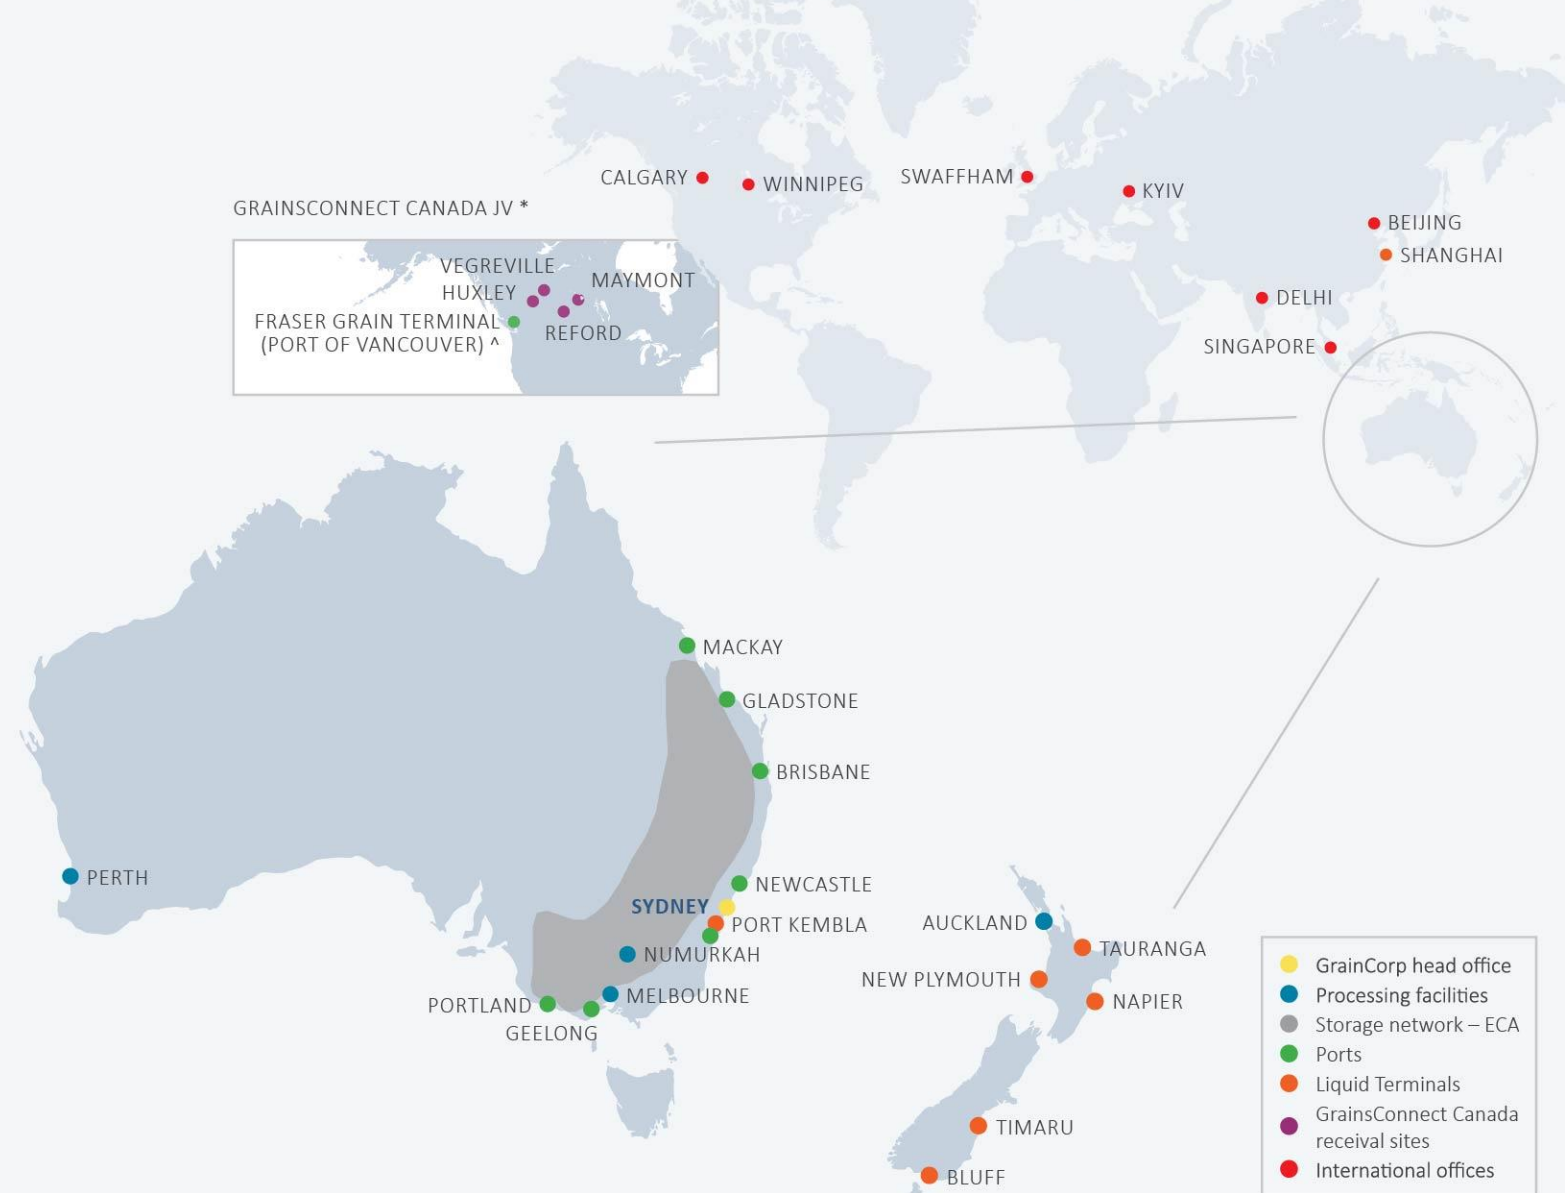 CALGARY
WINNIPEG
SWAFFHAM
KYIV
BEIJING
SHANGHAI
DELHI
SINGAPORE
GRAINSCONNECT CANADA JV *
VEGREVILLE
MAYMONT
HUXLEY
FRASER GRAIN TERMINAL
(PORT OF VANCOUVER) ^
REFORD
MACKAY
GLADSTONE
BRISBANE
PERTH
NEWCASTLE
SYDNEY
PORT KEMBLA
NUMURKAH
MELBOURNE
PORTLAND
GEELONG
AUCKLAND
TAURANGA
NEW PLYMOUTH
NAPIER
TIMARU
BLUFF
GrainCorp head office
Processing facilities
Storage network – ECA
Ports
Liquid Terminals
GrainsConnect Canada
receival sites
International offices